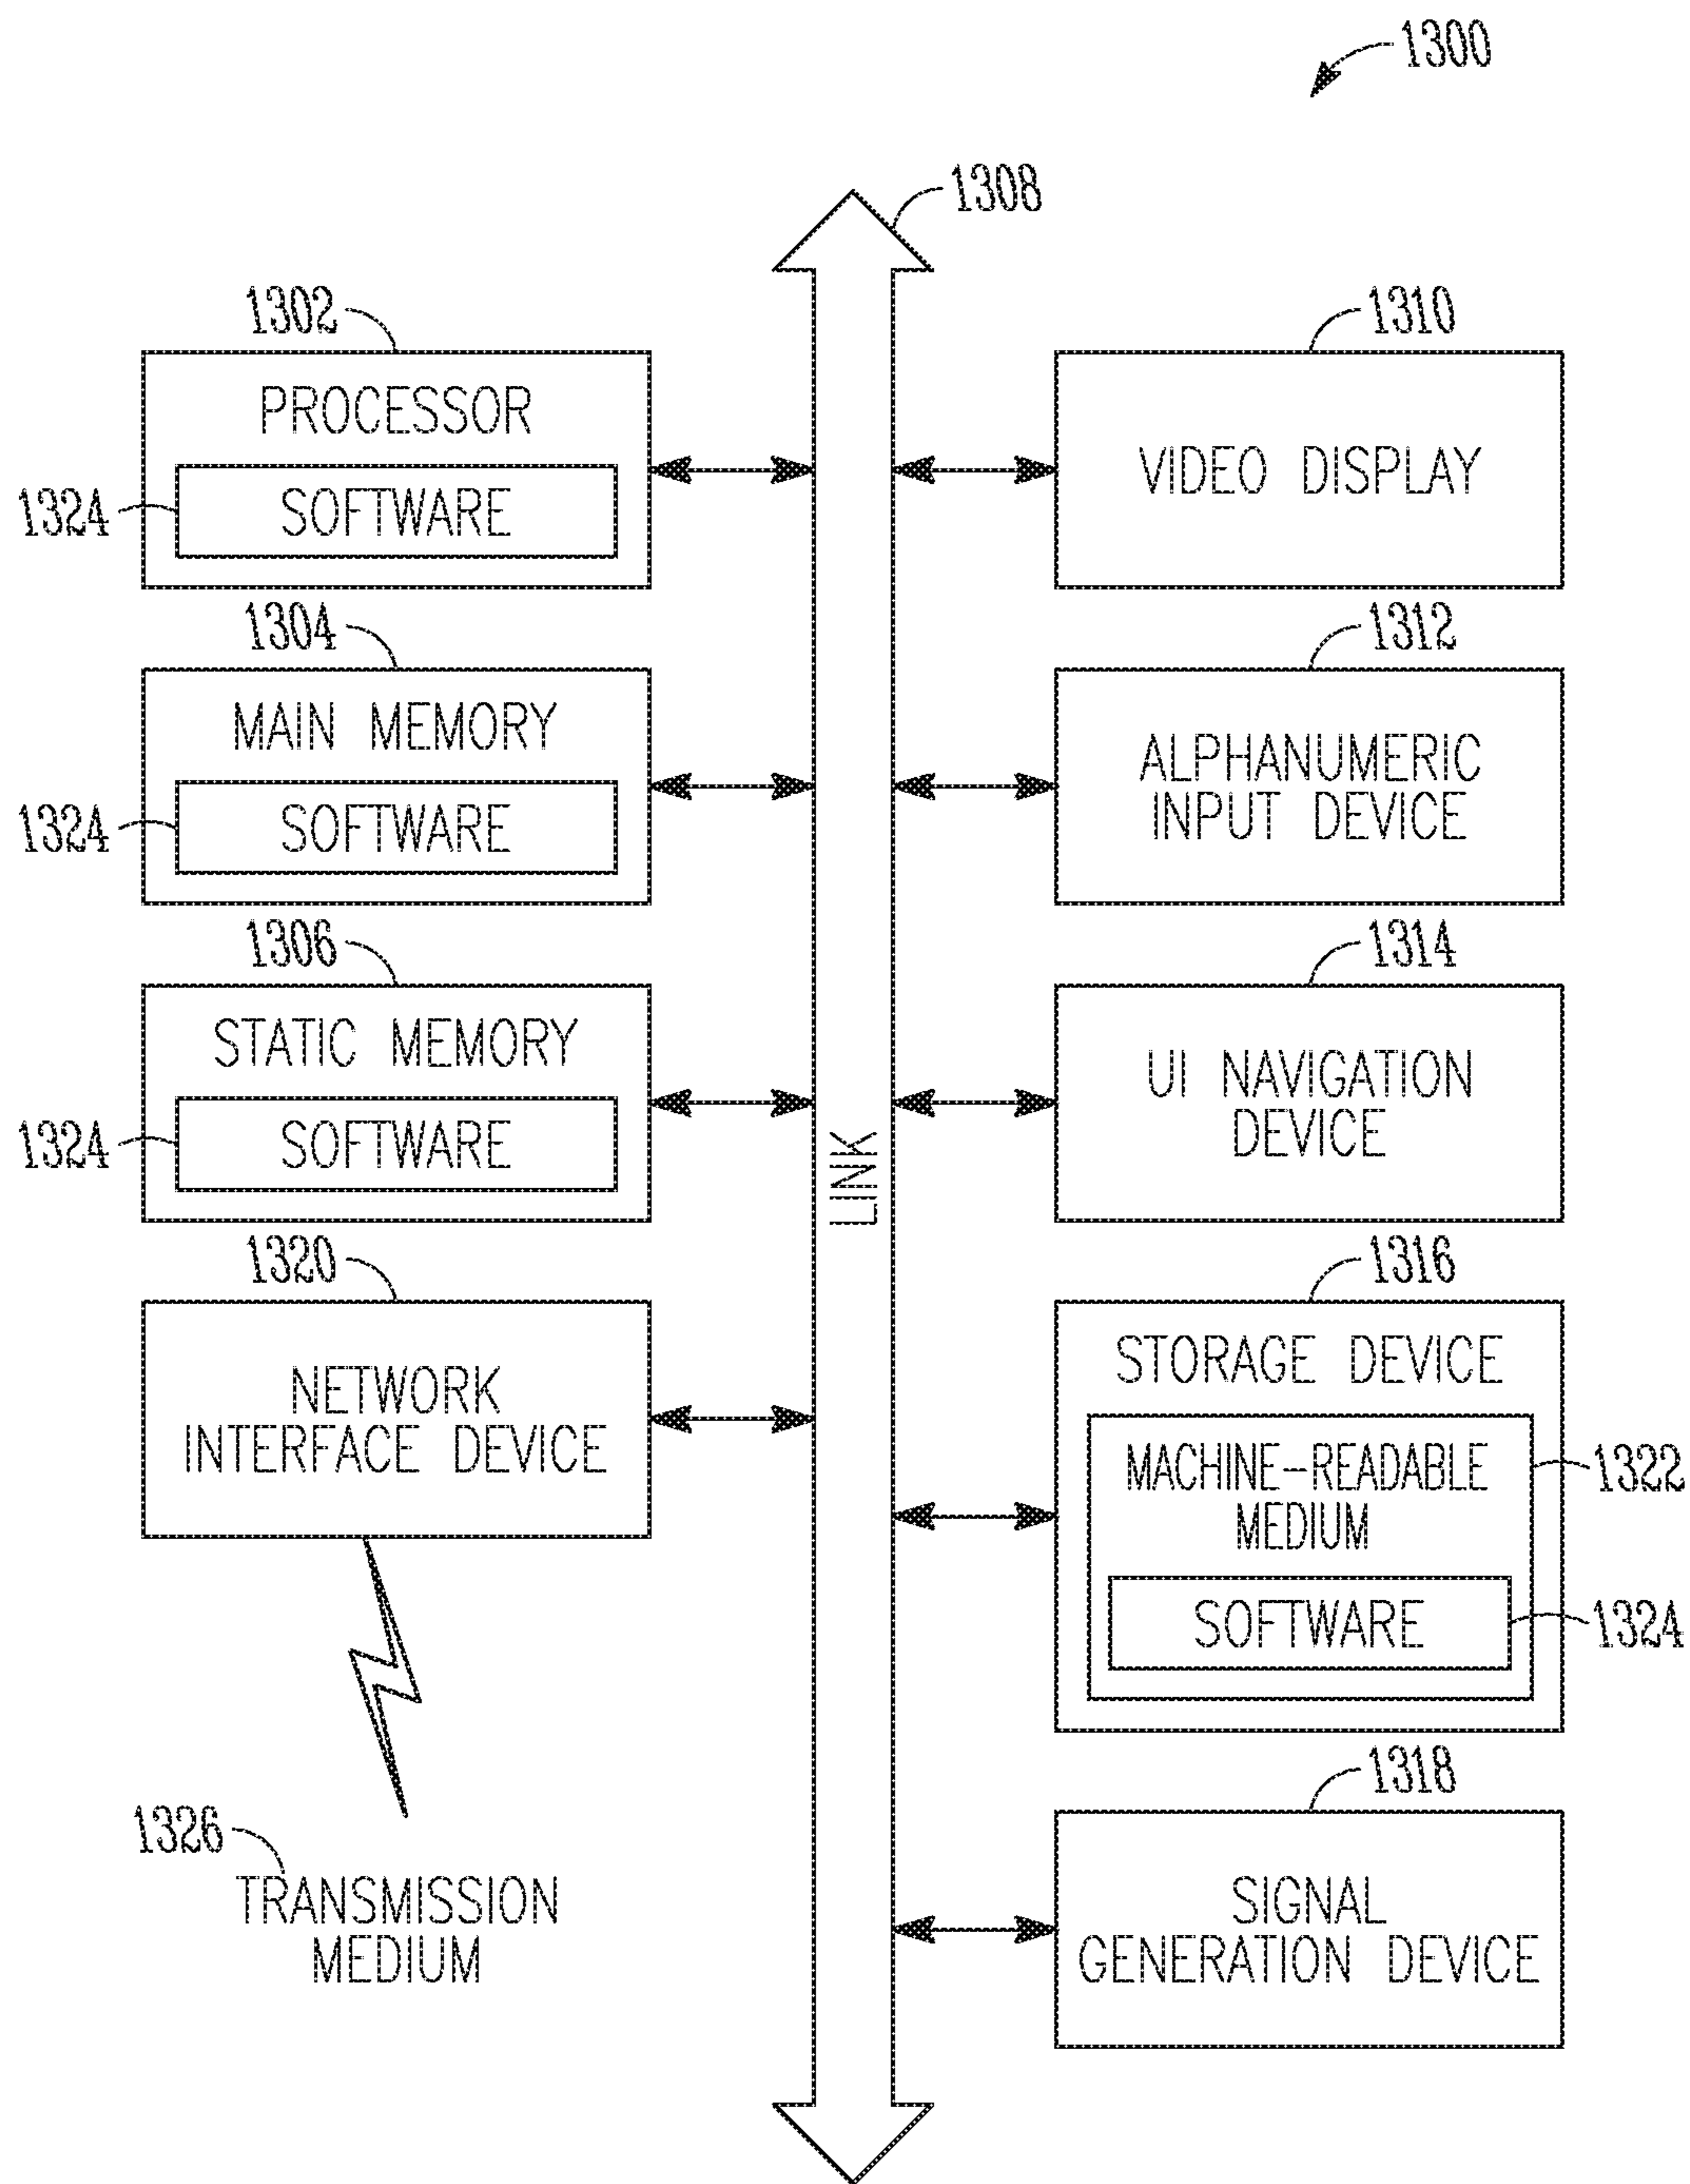 1300
1308
1302
PROCESSOR
1324
SOFTWARE
1304
MAIN MEMORY
1324
SOFTWARE
1306
STATIC MEMORY
1324
SOFTWARE
1320
NETWORK
INTERFACE DEVICE
1326
TRANSMISSION
MEDIUM
LINK
1310
VIDEO DISPLAY
1312
ALPHANUMERIC
INPUT DEVICE
1314
UI NAVIGATION
DEVICE
1316
STORAGE DEVICE
MACHINE-READABLE
MEDIUM
1322
SOFTWARE
1324
1318
SIGNAL
GENERATION DEVICE